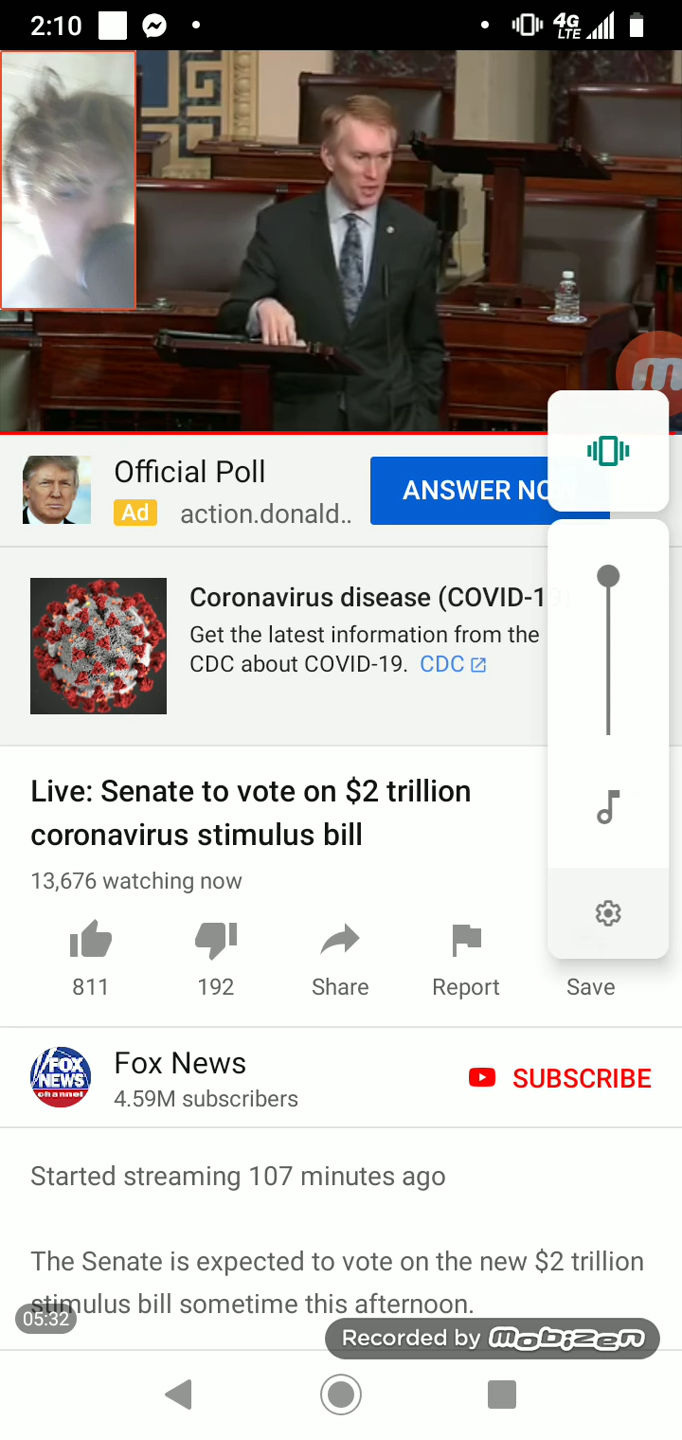 2:10
4G
LTE
Official Poll
ANSWER NOW
Ad action.donald..
Coronavirus disease (COVID-19)
Get the latest information from the
CDC about COVID-19. CDC
Live: Senate to vote on $2 trillion
coronavirus stimulus bill
13,676 watching now
811 192 Share Report Save
FOX
NEWS
channel
Fox News
4.59M subscribers
SUBSCRIBE
Started streaming 107 minutes ago
The Senate is expected to vote on the new $2 trillion
stimulus bill sometime this afternoon.
05:32
Recorded by mobizen